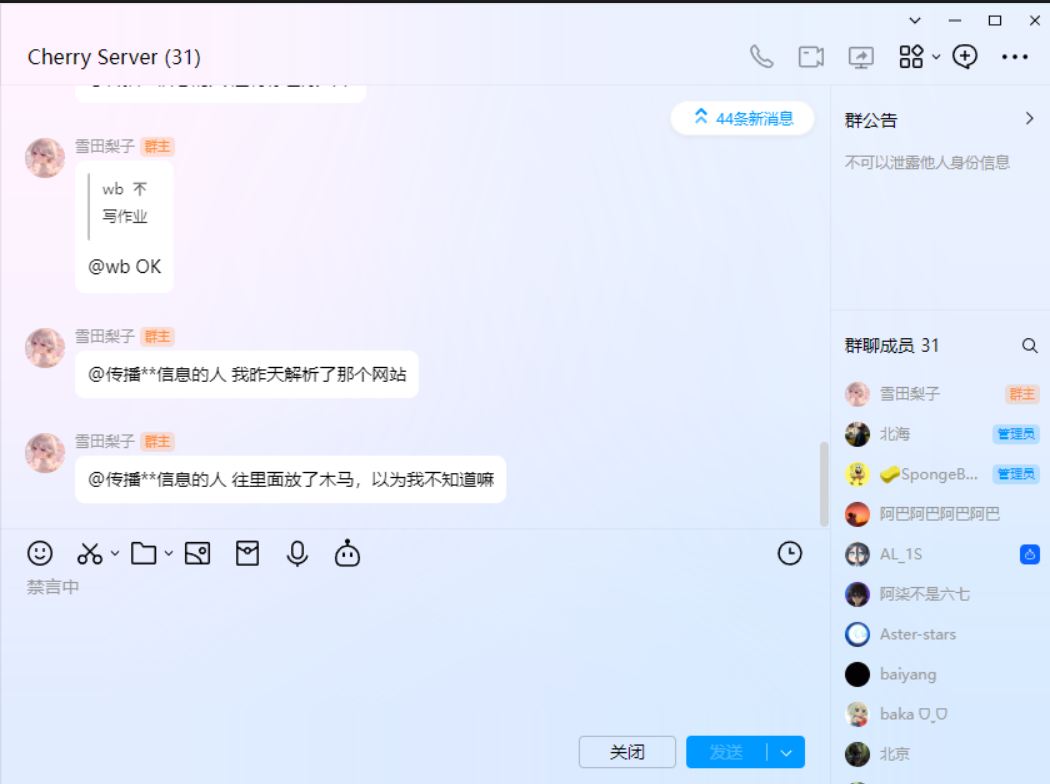 Cherry Server (31)
44条新消息
雪田梨子 群主
wb 不
写作业
@wb OK
雪田梨子 群主
@传播**信息的人 我昨天解析了那个网站
雪田梨子 群主
@传播**信息的人 往里面放了木马，以为我不知道嘛
禁言中
关闭
发送
群公告
不可以泄露他人身份信息
群聊成员 31
雪田梨子 群主
北海 管理员
SpongeB... 管理员
阿巴阿巴阿巴阿巴
AL_1S
阿柒不是六七
Aster-stars
baiyang
baka ᗜˬᗜ
北京